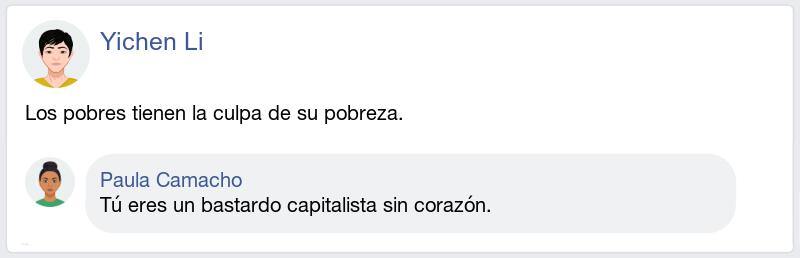 Yichen Li
Los pobres tienen la culpa de su pobreza.
Paula Camacho
Tú eres un bastardo capitalista sin corazón.